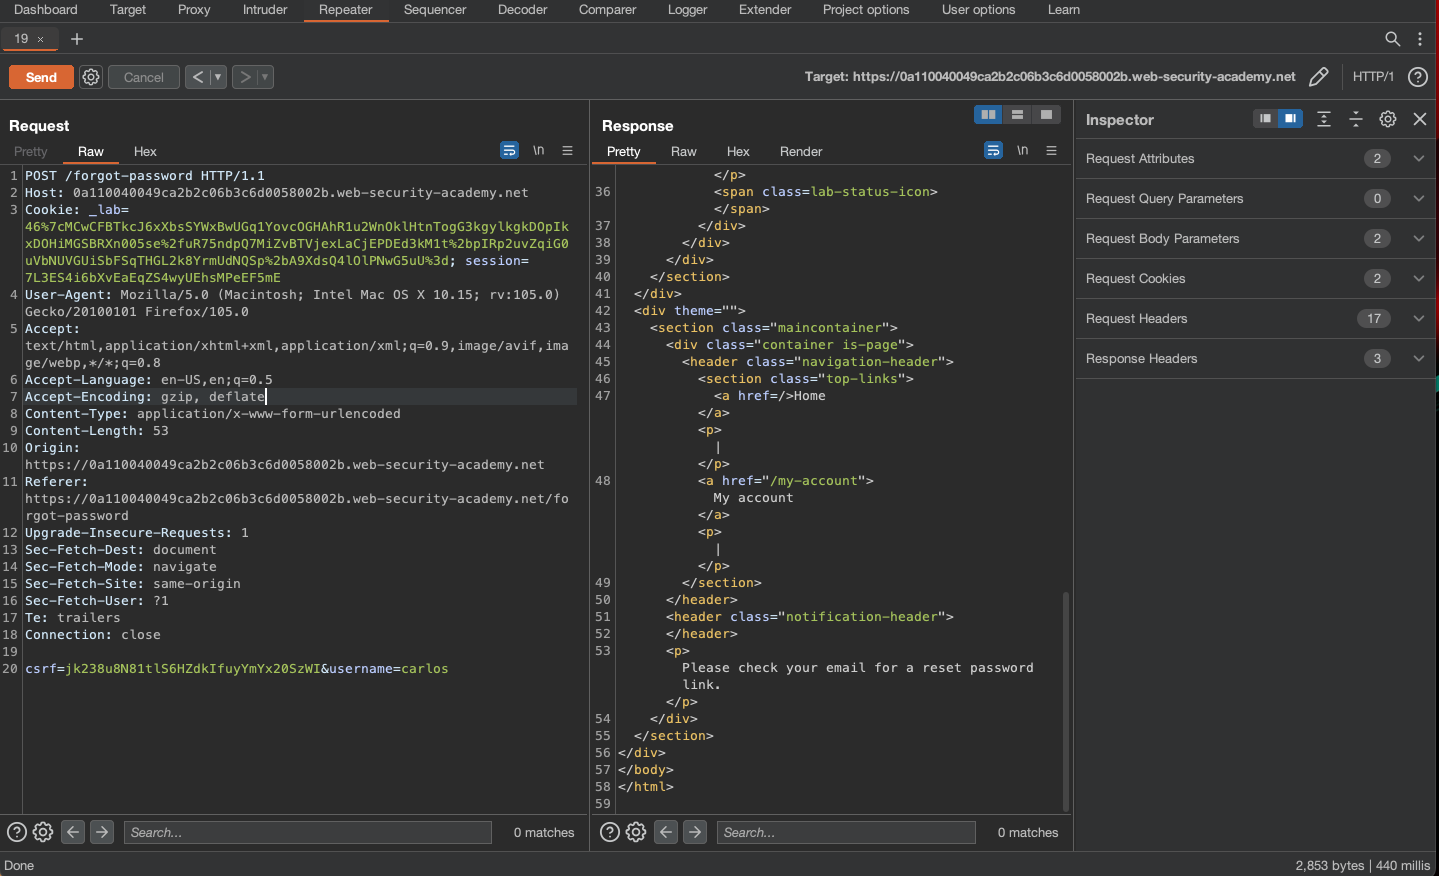 Dashboard Target Proxy Intruder Repeater Sequencer Decoder Comparer Logger Extender Project options User options Learn
19 × +
Send Cancel < > Target: https://0a110040049ca2b2c06b3c6d0058002b.web-security-academy.net HTTP/1 ?
Request
Pretty Raw Hex \n
1 POST /forgot-password HTTP/1.1
2 Host: 0a110040049ca2b2c06b3c6d0058002b.web-security-academy.net
3 Cookie: _lab=
46%7cMCwCFBTkcJ6xXbsSYWxBwUGq1YovcOGHAhR1u2WnOklHtnTogG3kgylkgkDOpIk
xDOHiMGSBRXn005se%2fuR75ndpQ7MiZvBTVjexLaCjEPDEd3kM1t%2bpIRp2uvZqiG0
uVbNUVGUiSbFSqTHGL2k8YrmUdNQSp%2bA9XdsQ4lOlPNwG5uU%3d; session=
7L3ES4i6bXvEaEqZS4wyUEhsMPeEF5mE
4 User-Agent: Mozilla/5.0 (Macintosh; Intel Mac OS X 10.15; rv:105.0)
Gecko/20100101 Firefox/105.0
5 Accept:
text/html,application/xhtml+xml,application/xml;q=0.9,image/avif,ima
ge/webp,*/*;q=0.8
6 Accept-Language: en-US,en;q=0.5
7 Accept-Encoding: gzip, deflate
8 Content-Type: application/x-www-form-urlencoded
9 Content-Length: 53
10 Origin:
https://0a110040049ca2b2c06b3c6d0058002b.web-security-academy.net
11 Referer:
https://0a110040049ca2b2c06b3c6d0058002b.web-security-academy.net/fo
rgot-password
12 Upgrade-Insecure-Requests: 1
13 Sec-Fetch-Dest: document
14 Sec-Fetch-Mode: navigate
15 Sec-Fetch-Site: same-origin
16 Sec-Fetch-User: ?1
17 Te: trailers
18 Connection: close
19
20 csrf=jk238u8N81tlS6HZdkIfuyYmYx20SzWI&username=carlos
? Search... 0 matches
Response
Pretty Raw Hex Render \n
</p>
36 <span class=lab-status-icon>
</span>
37 </div>
38 </div>
39 </div>
40 </section>
41 </div>
42 <div theme="">
43 <section class="maincontainer">
44 <div class="container is-page">
45 <header class="navigation-header">
46 <section class="top-links">
47 <a href=/>Home
</a>
<p>
|
</p>
48 <a href="/my-account">
My account
</a>
<p>
|
</p>
49 </section>
50 </header>
51 <header class="notification-header">
52 </header>
53 <p>
Please check your email for a reset password
link.
</p>
54 </div>
55 </section>
56 </div>
57 </body>
58 </html>
59
? Search... 0 matches
Inspector
Request Attributes 2
Request Query Parameters 0
Request Body Parameters 2
Request Cookies 2
Request Headers 17
Response Headers 3
Done 2,853 bytes | 440 millis